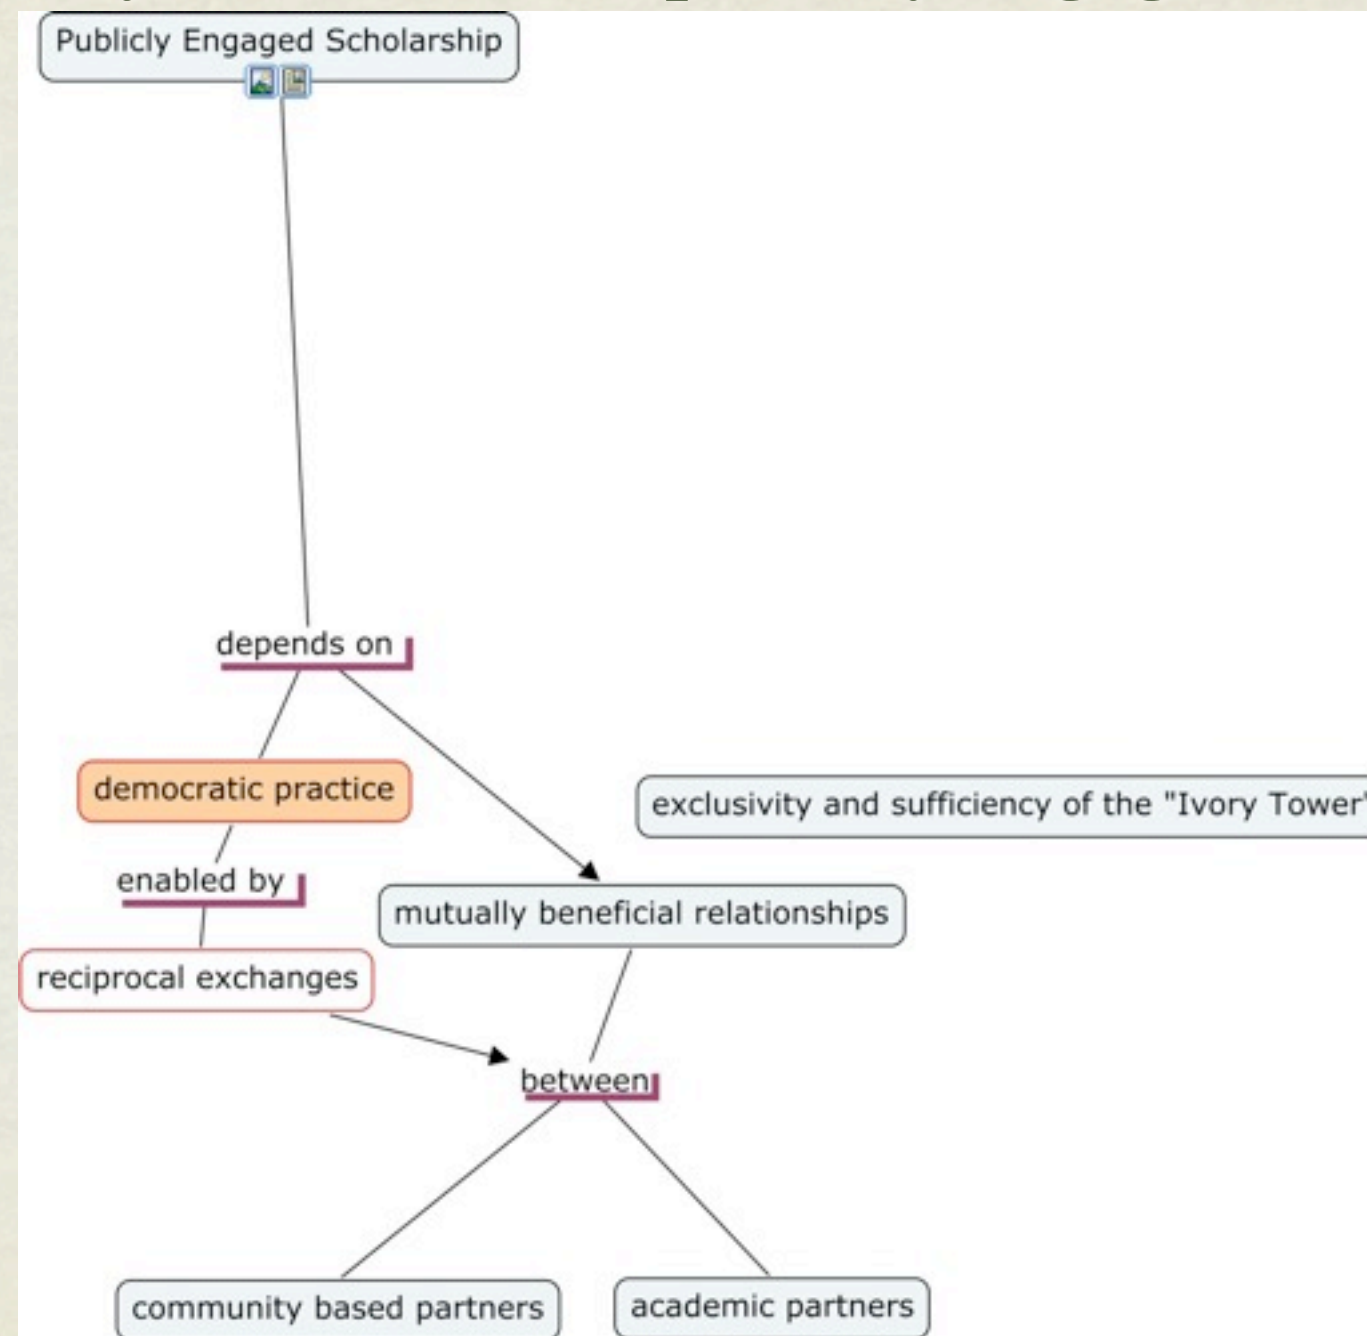 Publicly Engaged Scholarship
depends on
democratic practice
exclusivity and sufficiency of the "Ivory Tower"
enabled by
mutually beneficial relationships
reciprocal exchanges
between
community based partners
academic partners